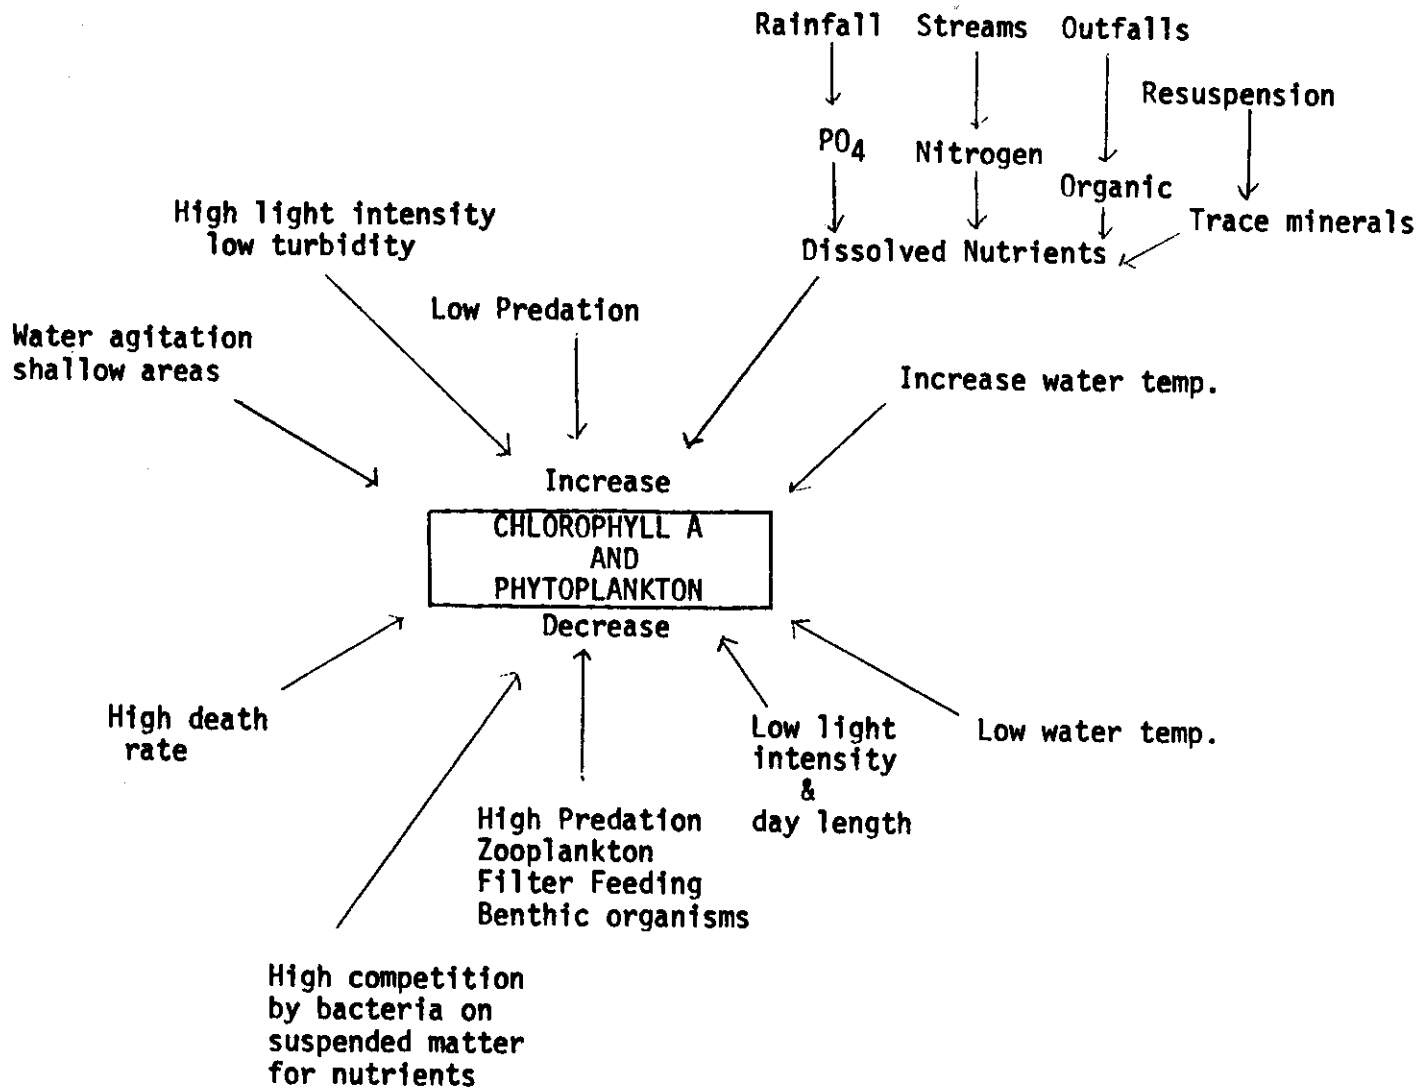 Rainfall Streams Outfalls
Resuspension
PO4 Nitrogen
Organic
High light intensity
low turbidity
Trace minerals
Dissolved Nutrients
Low Predation
Water agitation
shallow areas
Increase water temp.
Increase
CHLOROPHYLL A
AND
PHYTOPLANKTON
Decrease
High death
rate
Low light
intensity
&
day length
Low water temp.
High Predation
Zooplankton
Filter Feeding
Benthic organisms
High competition
by bacteria on
suspended matter
for nutrients